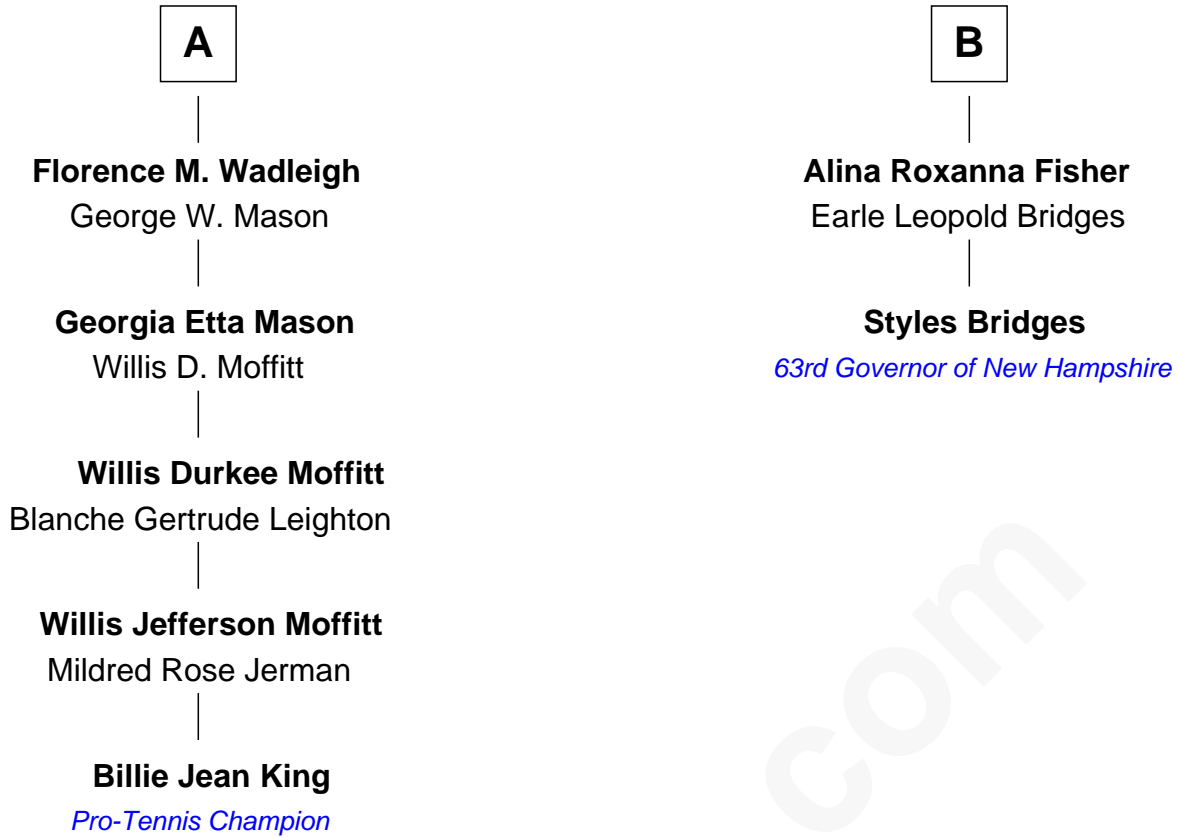 A
Florence M. Wadleigh
George W. Mason
Georgia Etta Mason
Willis D. Moffitt
Willis Durkee Moffitt
Blanche Gertrude Leighton
Willis Jefferson Moffitt
Mildred Rose Jerman
Billie Jean King
Pro-Tennis Champion
B
Alina Roxanna Fisher
Earle Leopold Bridges
Styles Bridges
63rd Governor of New Hampshire
com